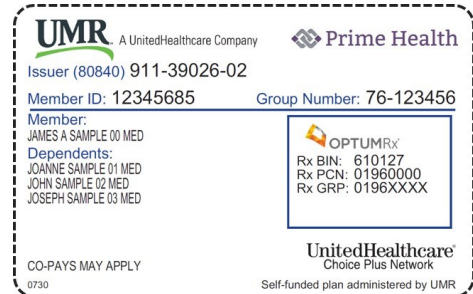 UMR A UnitedHealthcare Company
Prime Health
Issuer (80840) 911-39026-02
Member ID: 12345685 Group Number: 76-123456
Member:
JAMES A SAMPLE 00 MED
Dependents:
JOANNE SAMPLE 01 MED
JOHN SAMPLE 02 MED
JOSEPH SAMPLE 03 MED
OPTUMRx
Rx BIN: 610127
Rx PCN: 01960000
Rx GRP: 0196XXXX
CO-PAYS MAY APPLY
0730
UnitedHealthcare
Choice Plus Network
Self-funded plan administered by UMR